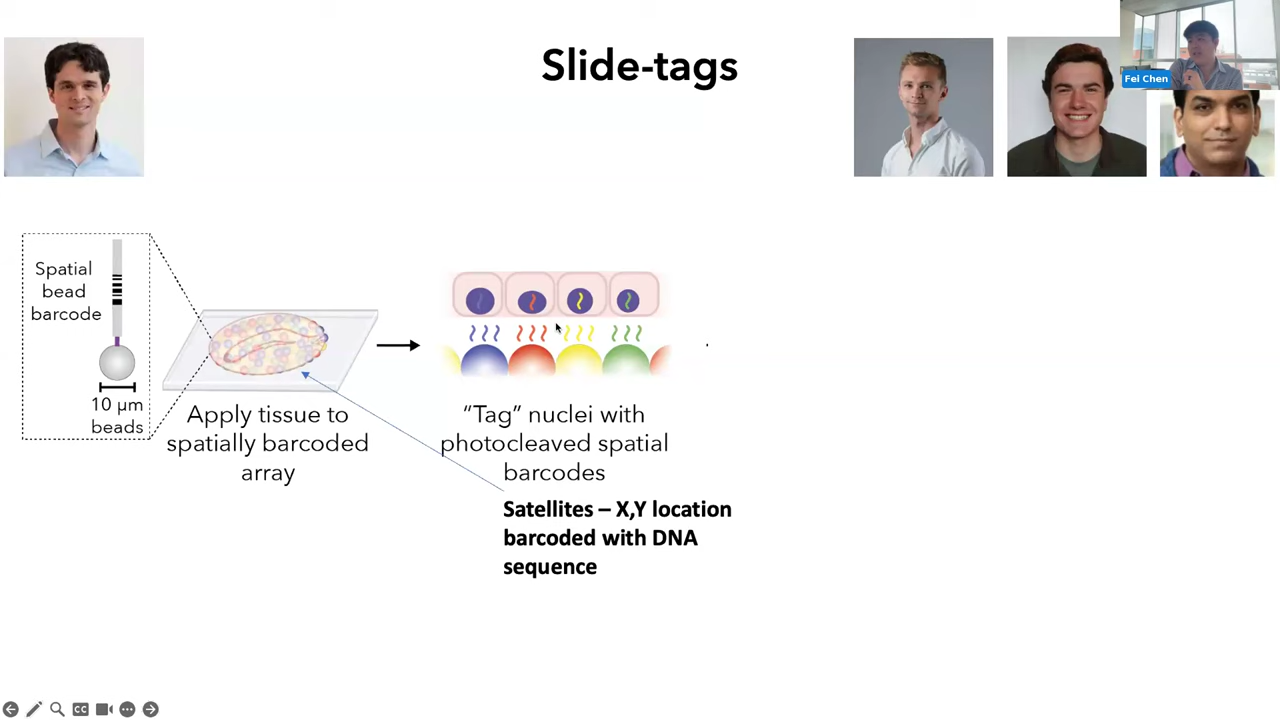 Slide-tags
Fei Chen
Spatial
bead
barcode
10 µm
beads
Apply tissue to
spatially barcoded
array
"Tag" nuclei with
photocleaved spatial
barcodes
Satellites – X,Y location
barcoded with DNA
sequence
CC